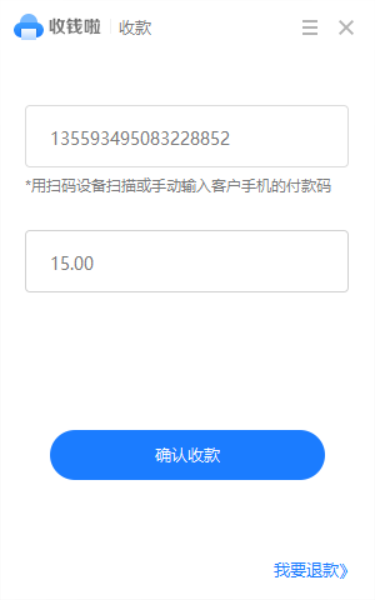 收钱啦 收款
135593495083228852
*用扫码设备扫描或手动输入客户手机的付款码
15.00
确认收款
我要退款》